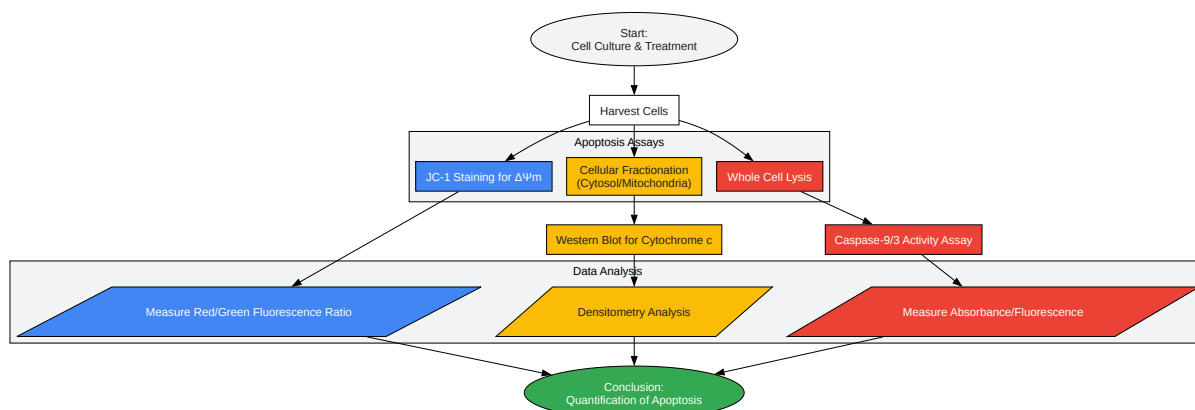 Start:
Cell Culture & Treatment
Harvest Cells
Apoptosis Assays
JC-1 Staining for ΔΨm
Cellular Fractionation
(Cytosol/Mitochondria)
Whole Cell Lysis
Western Blot for Cytochrome c
Caspase-9/3 Activity Assay
Data Analysis
Measure Red/Green Fluorescence Ratio
Densitometry Analysis
Measure Absorbance/Fluorescence
Conclusion:
Quantification of Apoptosis